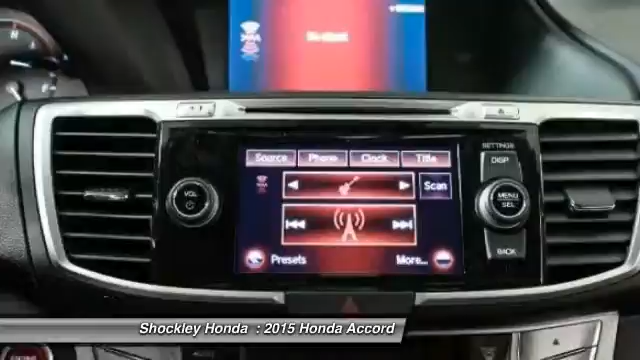 SETTINGS
Source Phone Clock Title
DISP
VOL
Scan
MENU/
SEL
BACK
Presets More...
Shockley Honda : 2015 Honda Accord